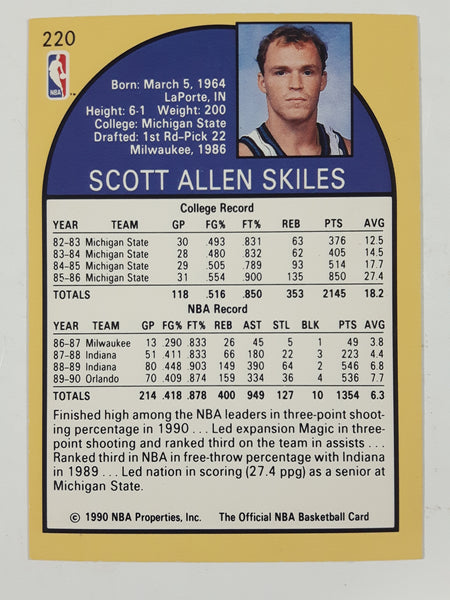 220
NBA
Born: March 5, 1964
LaPorte, IN
Height: 6-1 Weight: 200
College: Michigan State
Drafted: 1st Rd-Pick 22
Milwaukee, 1986
SCOTT ALLEN SKILES
College Record
YEAR TEAM GP FG% FT% REB PTS AVG
82–83 Michigan State 30 .493 .831 63 376 12.5
83–84 Michigan State 28 .480 .832 62 405 14.5
84–85 Michigan State 29 .505 .789 93 514 17.7
85–86 Michigan State 31 .554 .900 135 850 27.4
TOTALS 118 .516 .850 353 2145 18.2
NBA Record
YEAR TEAM GP FG% FT% REB AST STL BLK PTS AVG
86–87 Milwaukee 13 .290 .833 26 45 5 1 49 3.8
87–88 Indiana 51 .411 .833 66 180 22 3 223 4.4
88–89 Indiana 80 .448 .903 149 390 64 2 546 6.8
89–90 Orlando 70 .409 .874 159 334 36 4 536 7.7
TOTALS 214 .418 .878 400 949 127 10 1354 6.3
Finished high among the NBA leaders in three-point shoot-
ing percentage in 1990 . . . Led expansion Magic in three-
point shooting and ranked third on the team in assists . . .
Ranked third in NBA in free-throw percentage with Indiana
in 1989 . . . Led nation in scoring (27.4 ppg) as a senior at
Michigan State.
© 1990 NBA Properties, Inc. The Official NBA Basketball Card